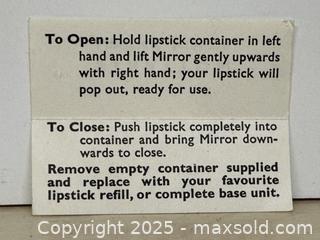 To Open: Hold lipstick container in left
hand and lift Mirror gently upwards
with right hand; your lipstick will
pop out, ready for use.
To Close: Push lipstick completely into
container and bring Mirror down-
wards to close.
Remove empty container supplied
and replace with your favourite
lipstick refill, or complete base unit.
Copyright © 2025 - maxsold.com